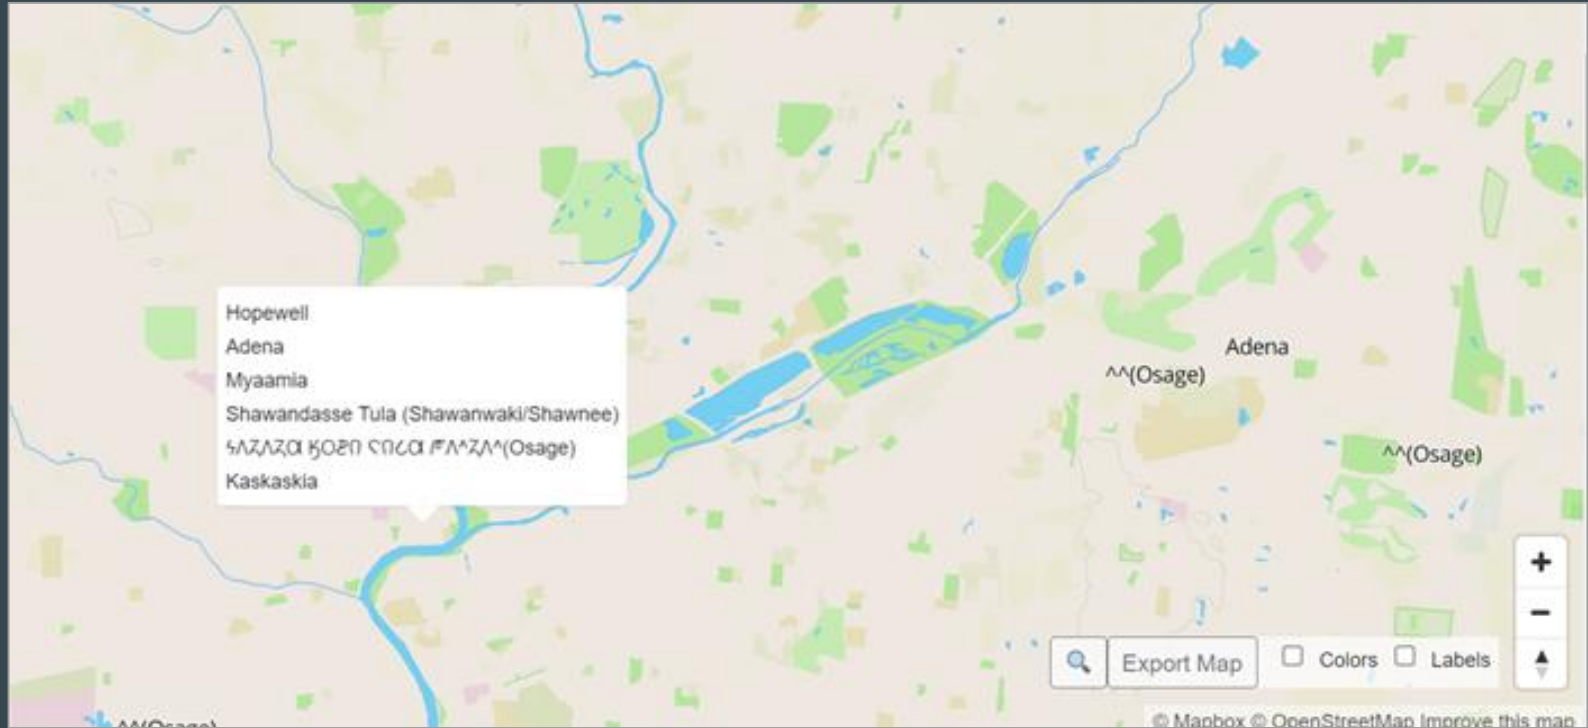 Hopewell
Adena
Myaamia
Shawandasse Tula (Shawanwaki/Shawnee)
^^(Osage)
Kaskaskia
Adena
^^(Osage)
^^(Osage)
^^(Osage)
Export Map
Colors
Labels
© Mapbox © OpenStreetMap Improve this map